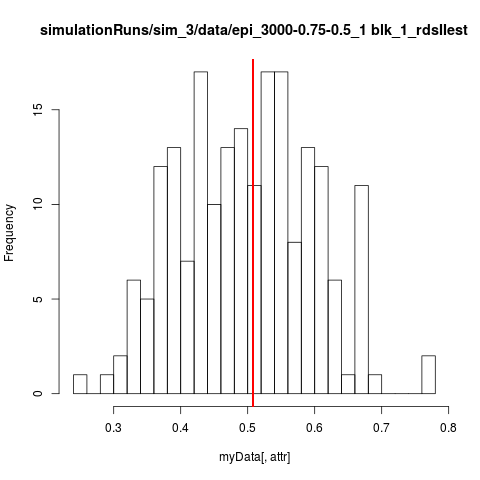 simulationRuns/sim_3/data/epi_3000-0.75-0.5_1 blk_1_rdsllest
Frequency
15
10
5
0
0.3 0.4 0.5 0.6 0.7 0.8
myData[, attr]